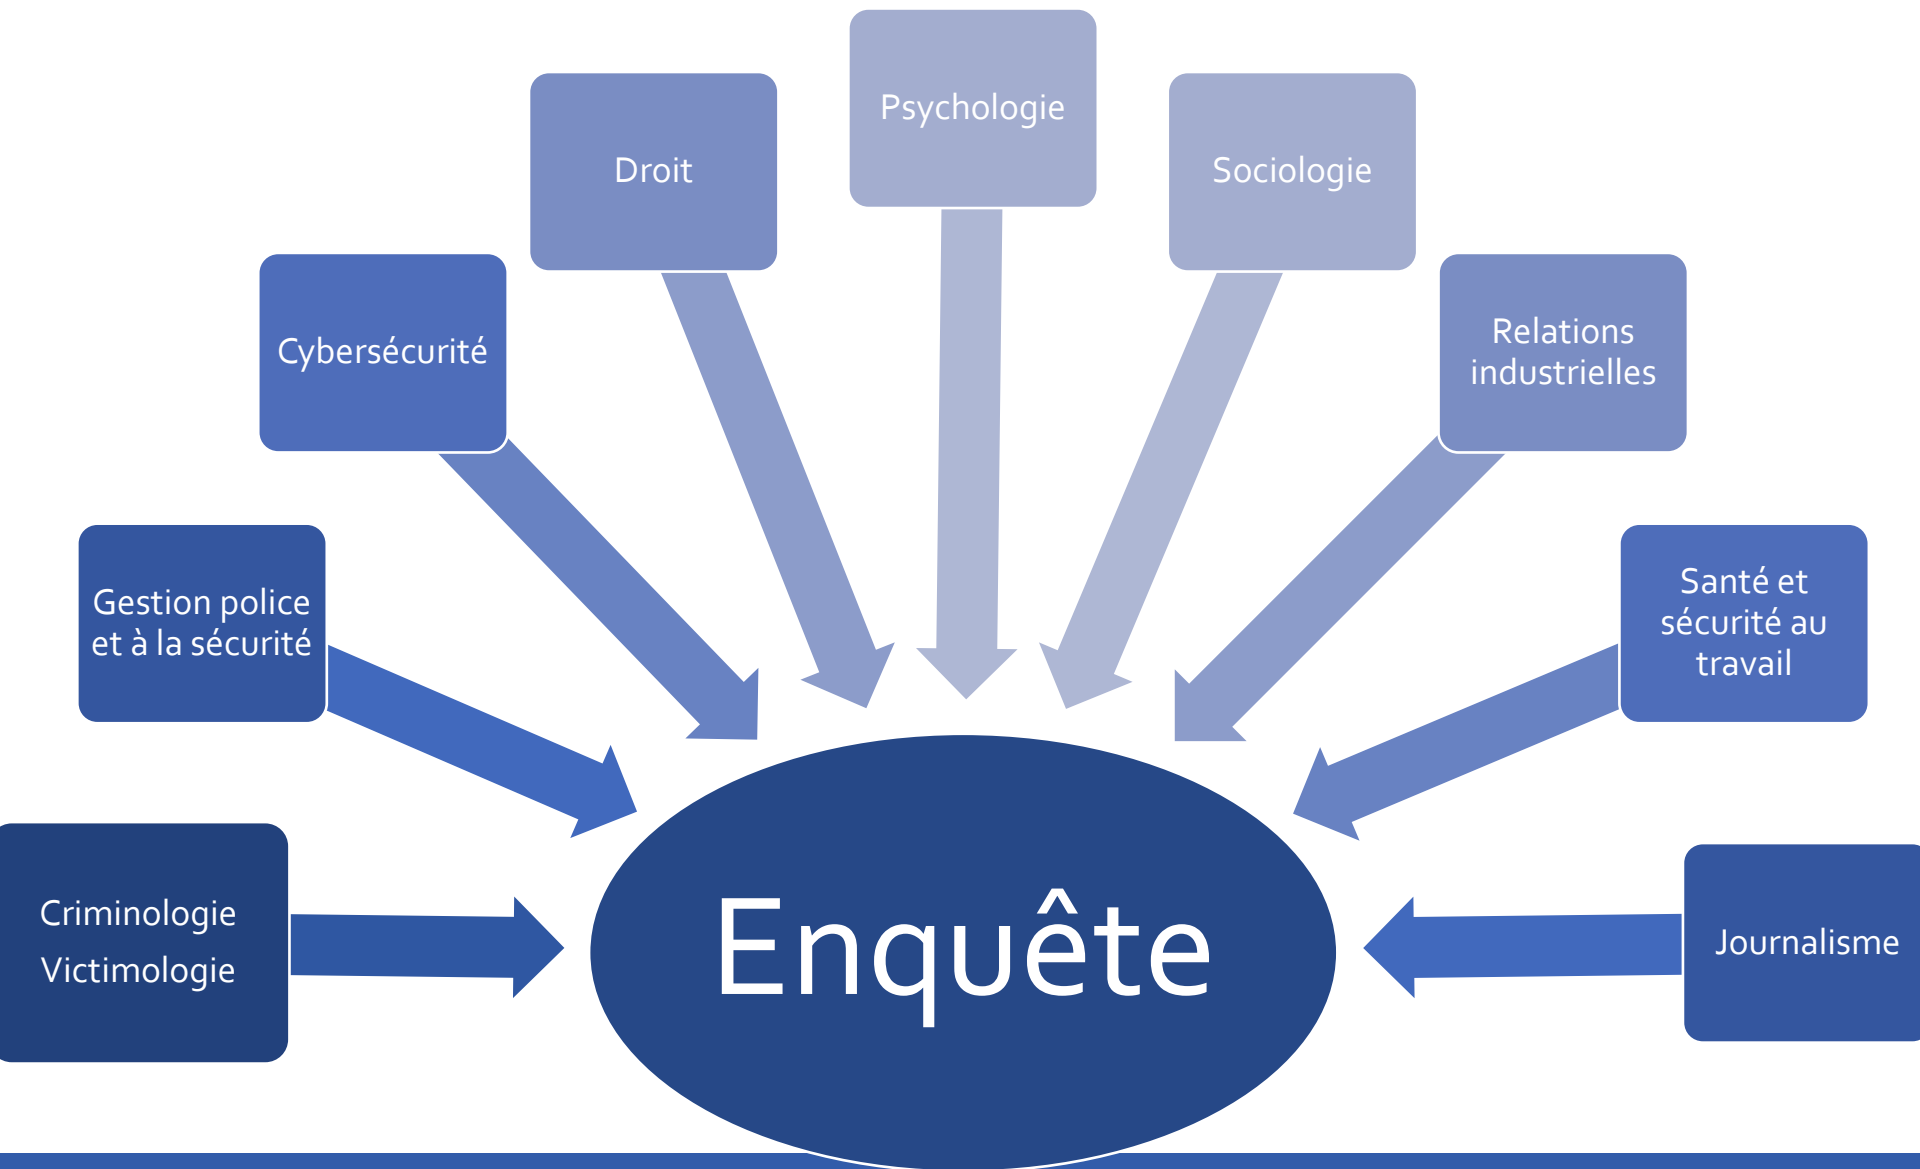 Psychologie
Droit
Sociologie
Cybersécurité
Relations
industrielles
Gestion police
et à la sécurité
Santé et
sécurité au
travail
Criminologie
Victimologie
Enquête
Journalisme